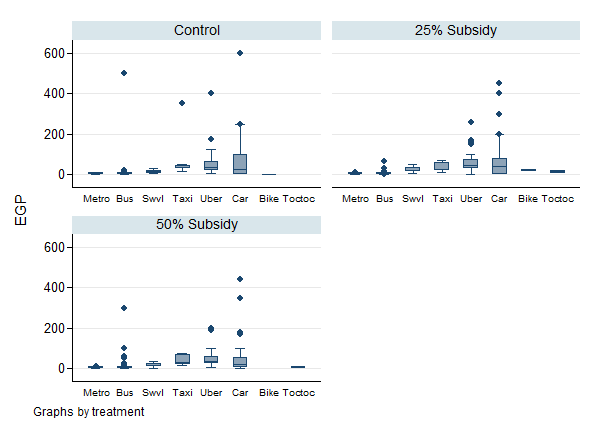 Control
25% Subsidy
600
400
200
0
Metro Bus Swvl Taxi Uber Car Bike Toctoc
Metro Bus Swvl Taxi Uber Car Bike Toctoc
EGP
50% Subsidy
600
400
200
0
Metro Bus Swvl Taxi Uber Car Bike Toctoc
Graphs by treatment